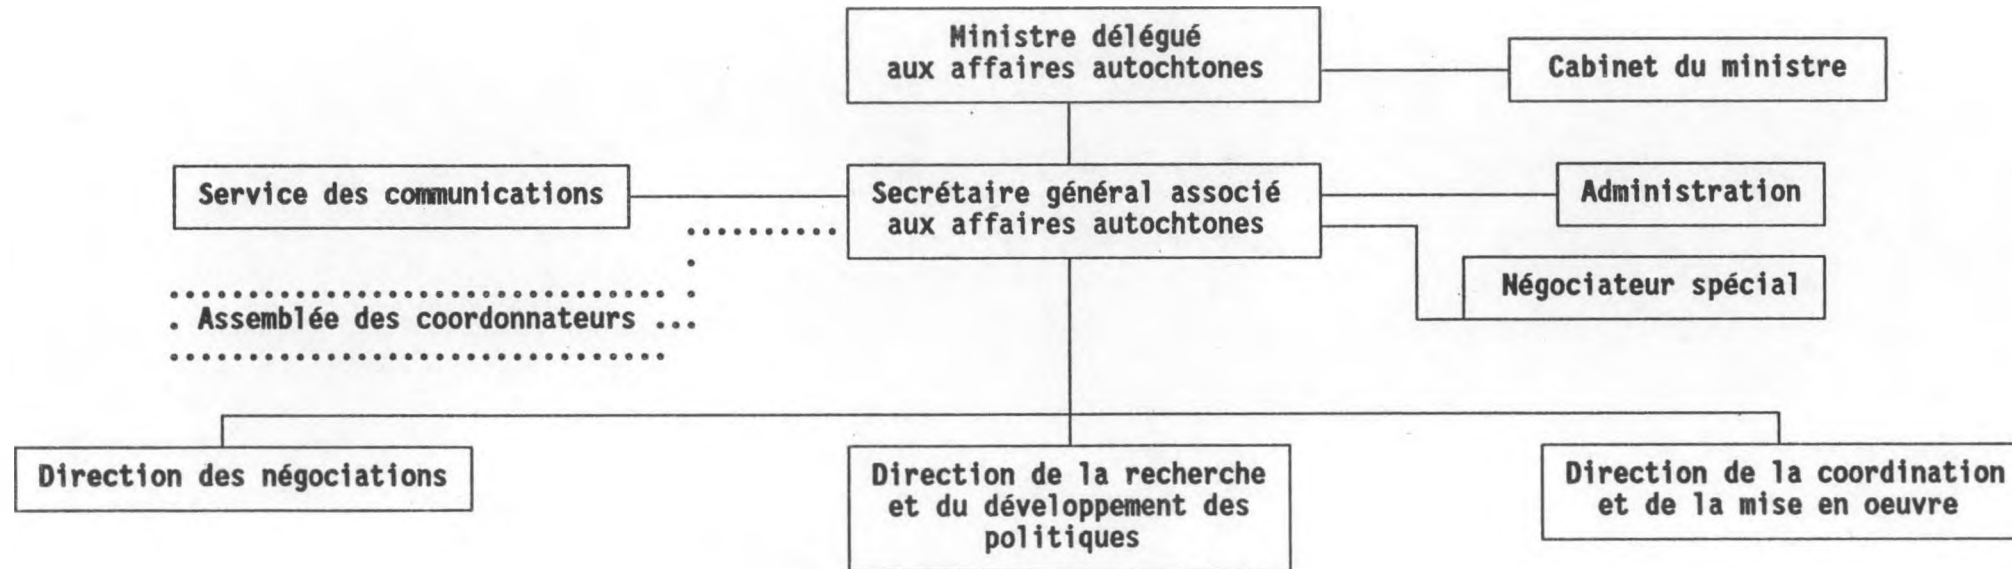 Ministre délégué
aux affaires autochtones
Cabinet du ministre
Service des communications
Secrétaire général associé
aux affaires autochtones
Administration
Négociateur spécial
Assemblée des coordonnateurs
Direction des négociations
Direction de la recherche
et du développement des
politiques
Direction de la coordination
et de la mise en oeuvre